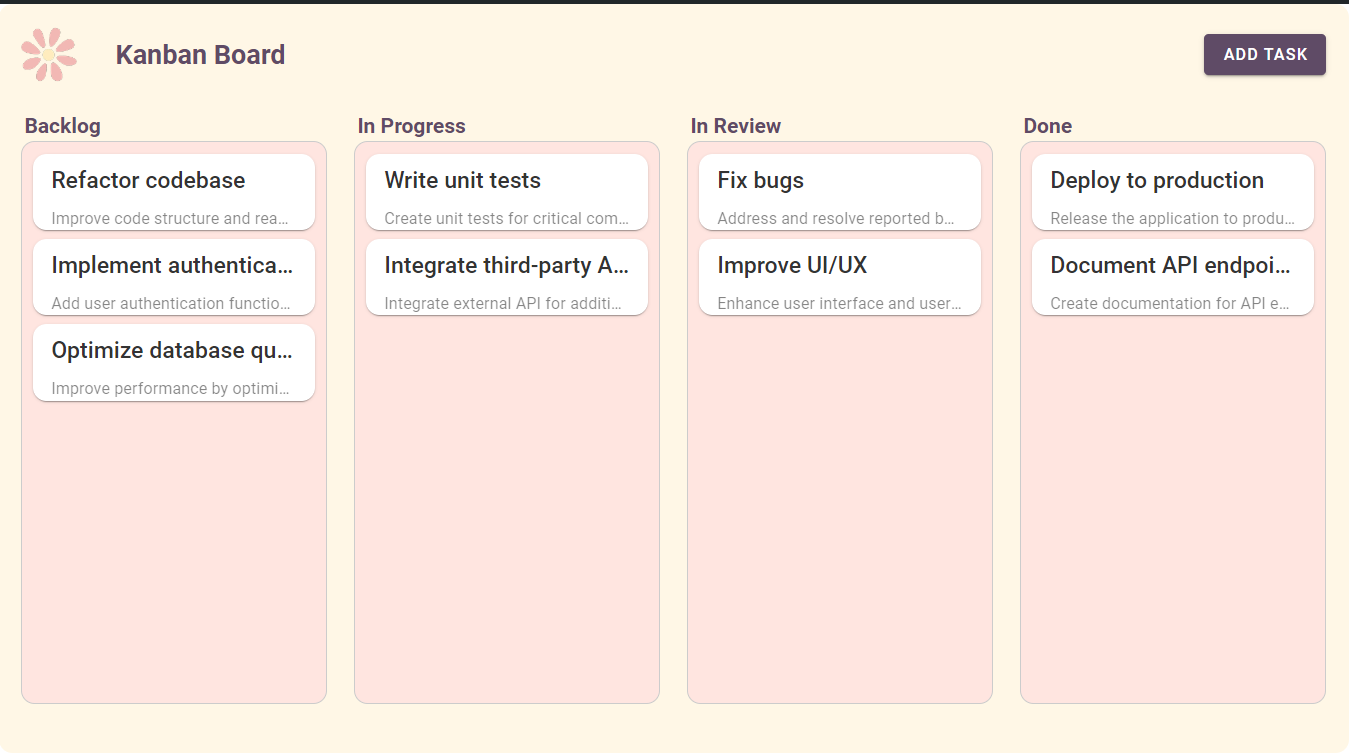 Kanban Board
ADD TASK
Backlog
Refactor codebase
Improve code structure and rea...
Implement authentica...
Add user authentication functio...
Optimize database qu...
Improve performance by optimi...
In Progress
Write unit tests
Create unit tests for critical com...
Integrate third-party A...
Integrate external API for additi...
In Review
Fix bugs
Address and resolve reported b...
Improve UI/UX
Enhance user interface and user...
Done
Deploy to production
Release the application to produ...
Document API endpoi...
Create documentation for API e...